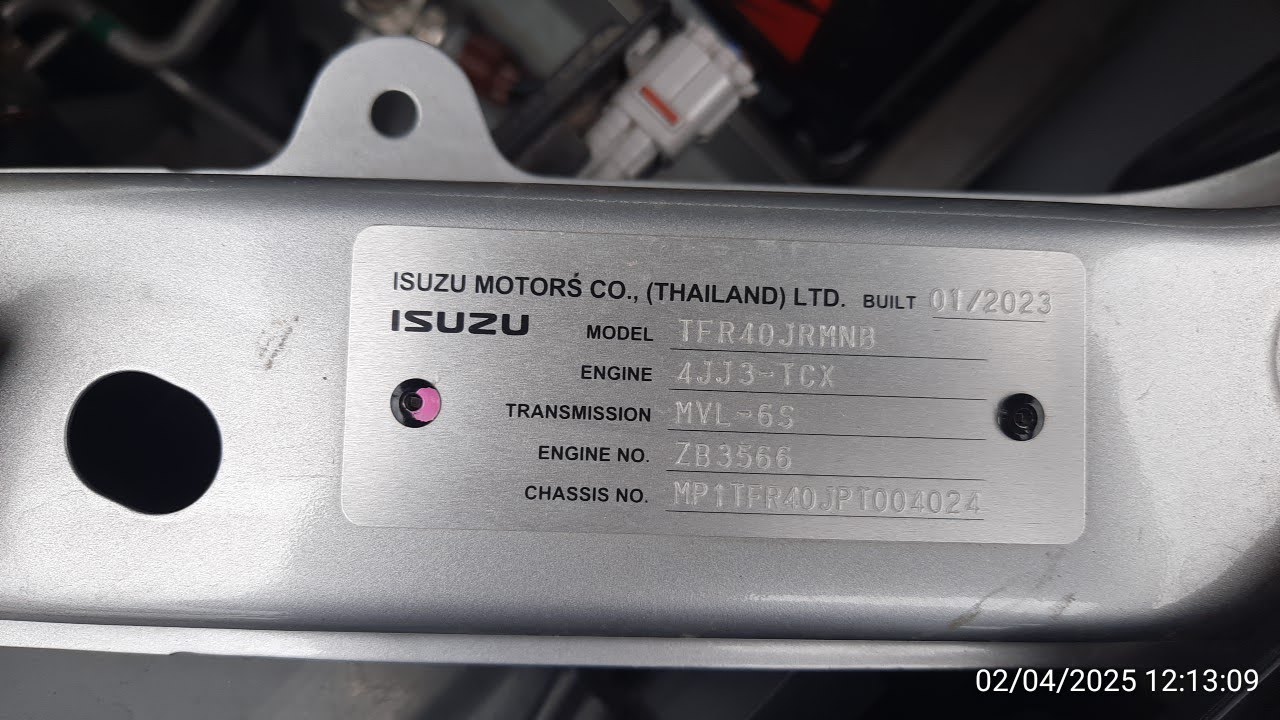 ISUZU MOTORŚ CO., (THAILAND) LTD. BUILT 01/2023
ISUZU MODEL TFR40JRMNB
ENGINE 4JJ3-TCX
TRANSMISSION MVL-6S
ENGINE NO. ZB3566
CHASSIS NO. MP1TFR40JPT004024
02/04/2025 12:13:09